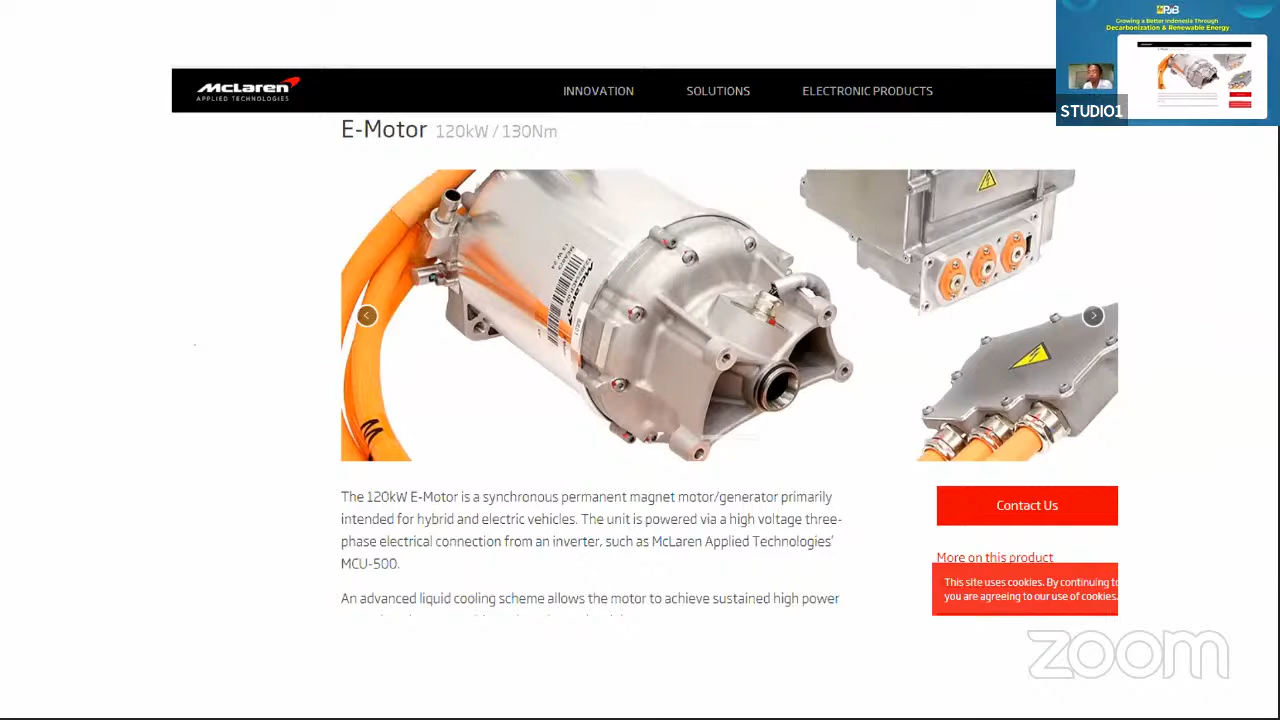 McLaren
APPLIED TECHNOLOGIES
INNOVATION
SOLUTIONS
ELECTRONIC PRODUCTS
PJB
Growing a Better Indonesia Through
Decarbonization & Renewable Energy
STUDIO1
E-Motor 120kW / 130Nm
McLaren
The 120kW E-Motor is a synchronous permanent magnet motor/generator primarily
intended for hybrid and electric vehicles. The unit is powered via a high voltage three-
phase electrical connection from an inverter, such as McLaren Applied Technologies'
MCU-500.
An advanced liquid cooling scheme allows the motor to achieve sustained high power
Contact Us
More on this product
This site uses cookies. By continuing to
you are agreeing to our use of cookies.
zoom